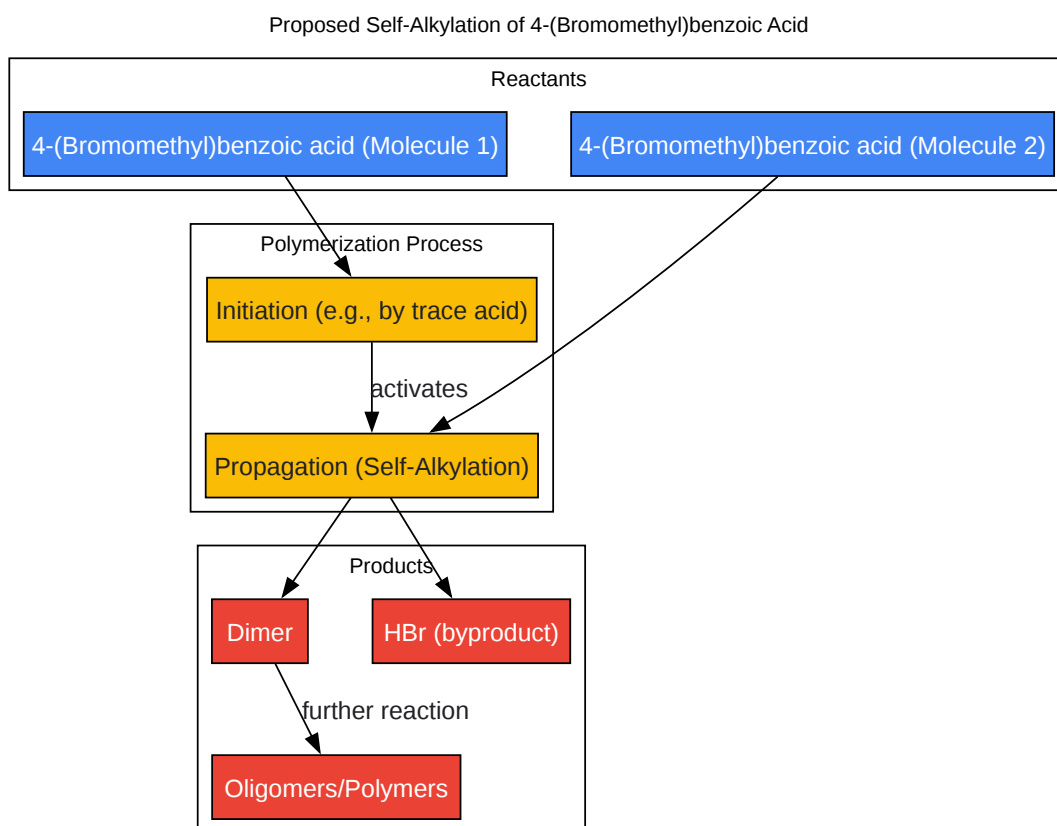 Proposed Self-Alkylation of 4-(Bromomethyl)benzoic Acid
Reactants
4-(Bromomethyl)benzoic acid (Molecule 1)
4-(Bromomethyl)benzoic acid (Molecule 2)
Polymerization Process
Initiation (e.g., by trace acid)
activates
Propagation (Self-Alkylation)
Products
Dimer
HBr (byproduct)
further reaction
Oligomers/Polymers